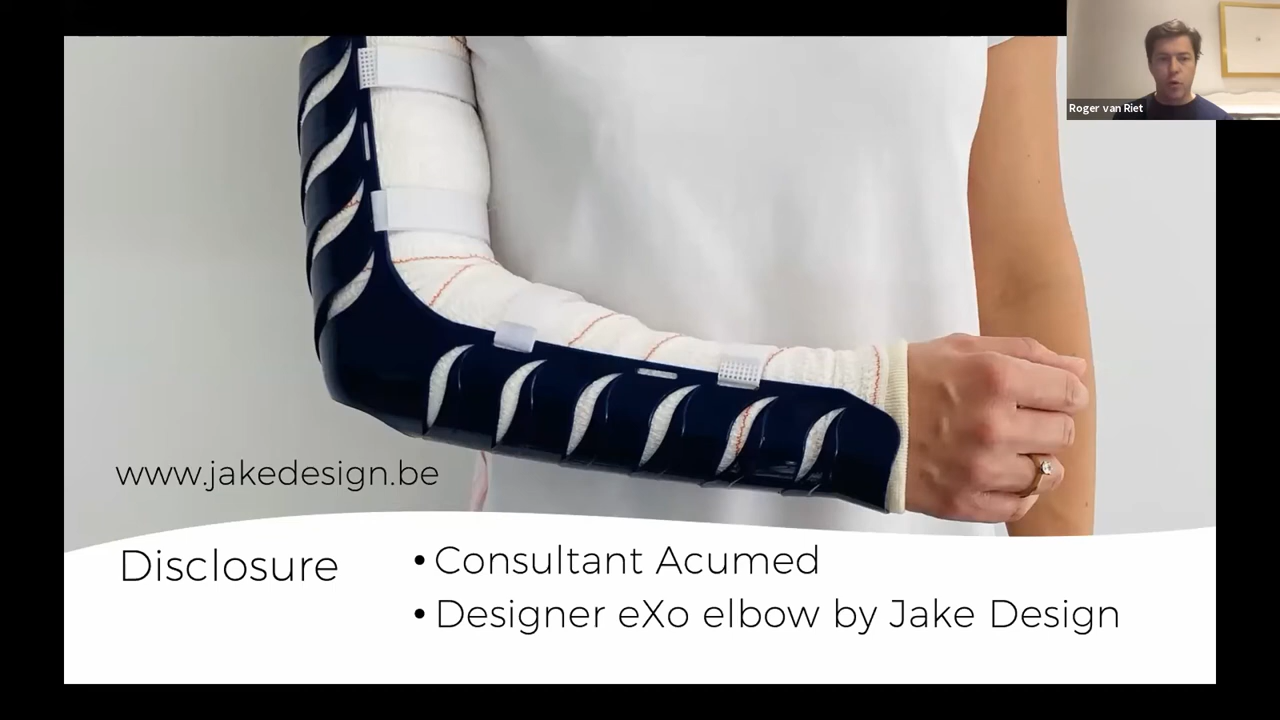 Roger van Riet
www.jakedesign.be
Disclosure
• Consultant Acumed
• Designer eXo elbow by Jake Design